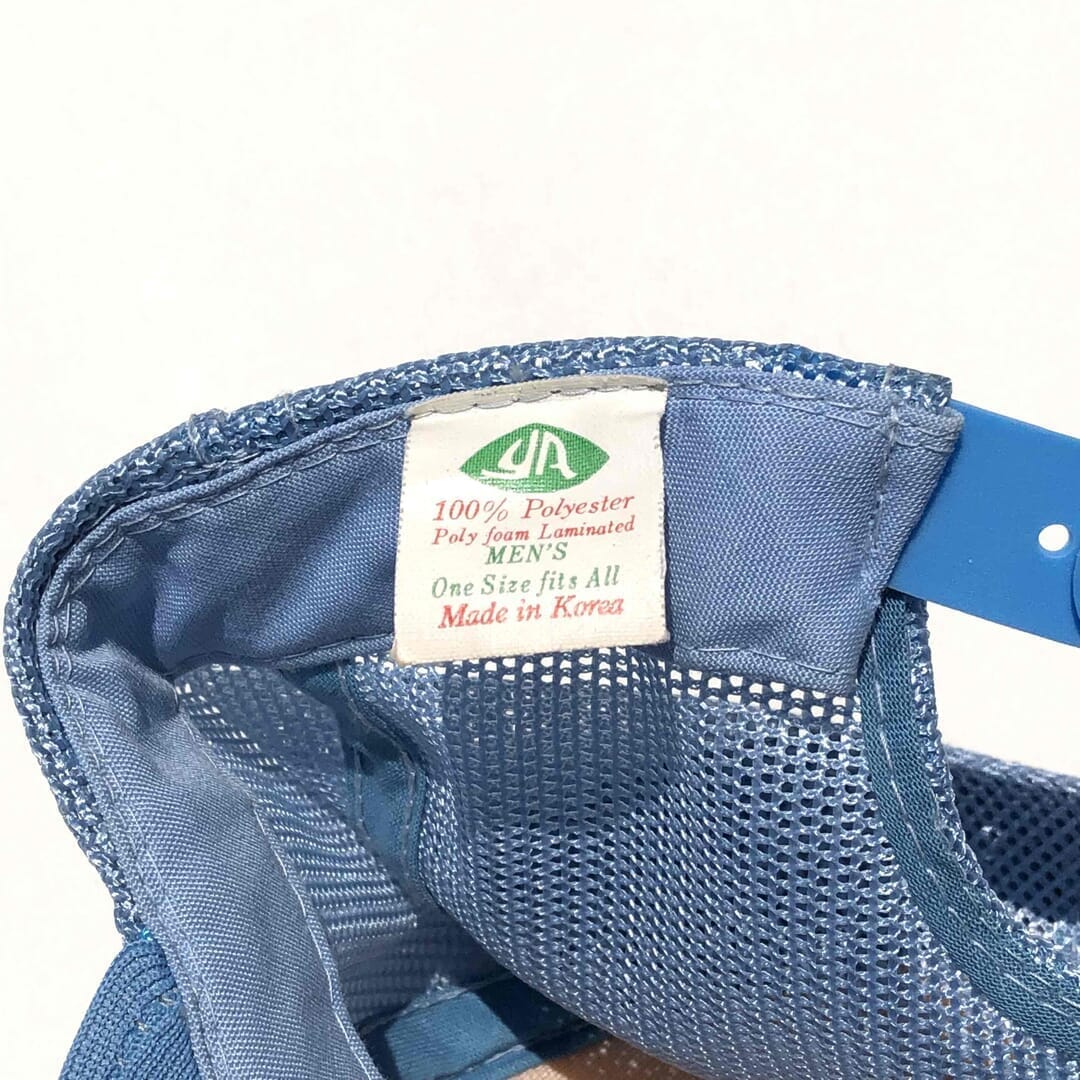 YA
100% Polyester
Poly foam Laminated
MEN'S
One Size fits All
Made in Korea